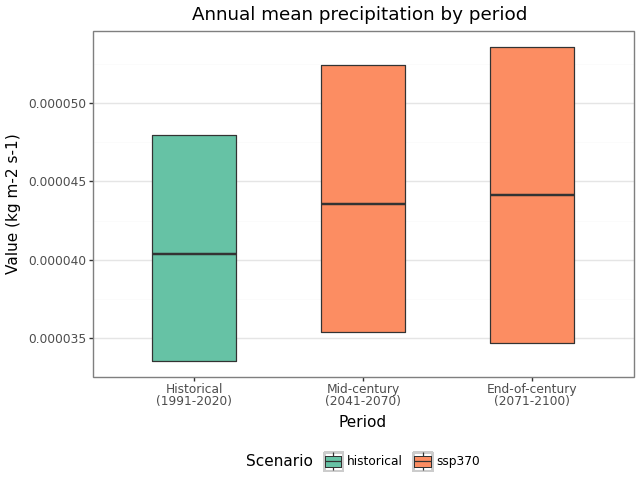 Annual mean precipitation by period
Value (kg m-2 s-1)
0.000050
0.000045
0.000040
0.000035
Historical
(1991-2020)
Mid-century
(2041-2070)
End-of-century
(2071-2100)
Period
Scenario historical ssp370